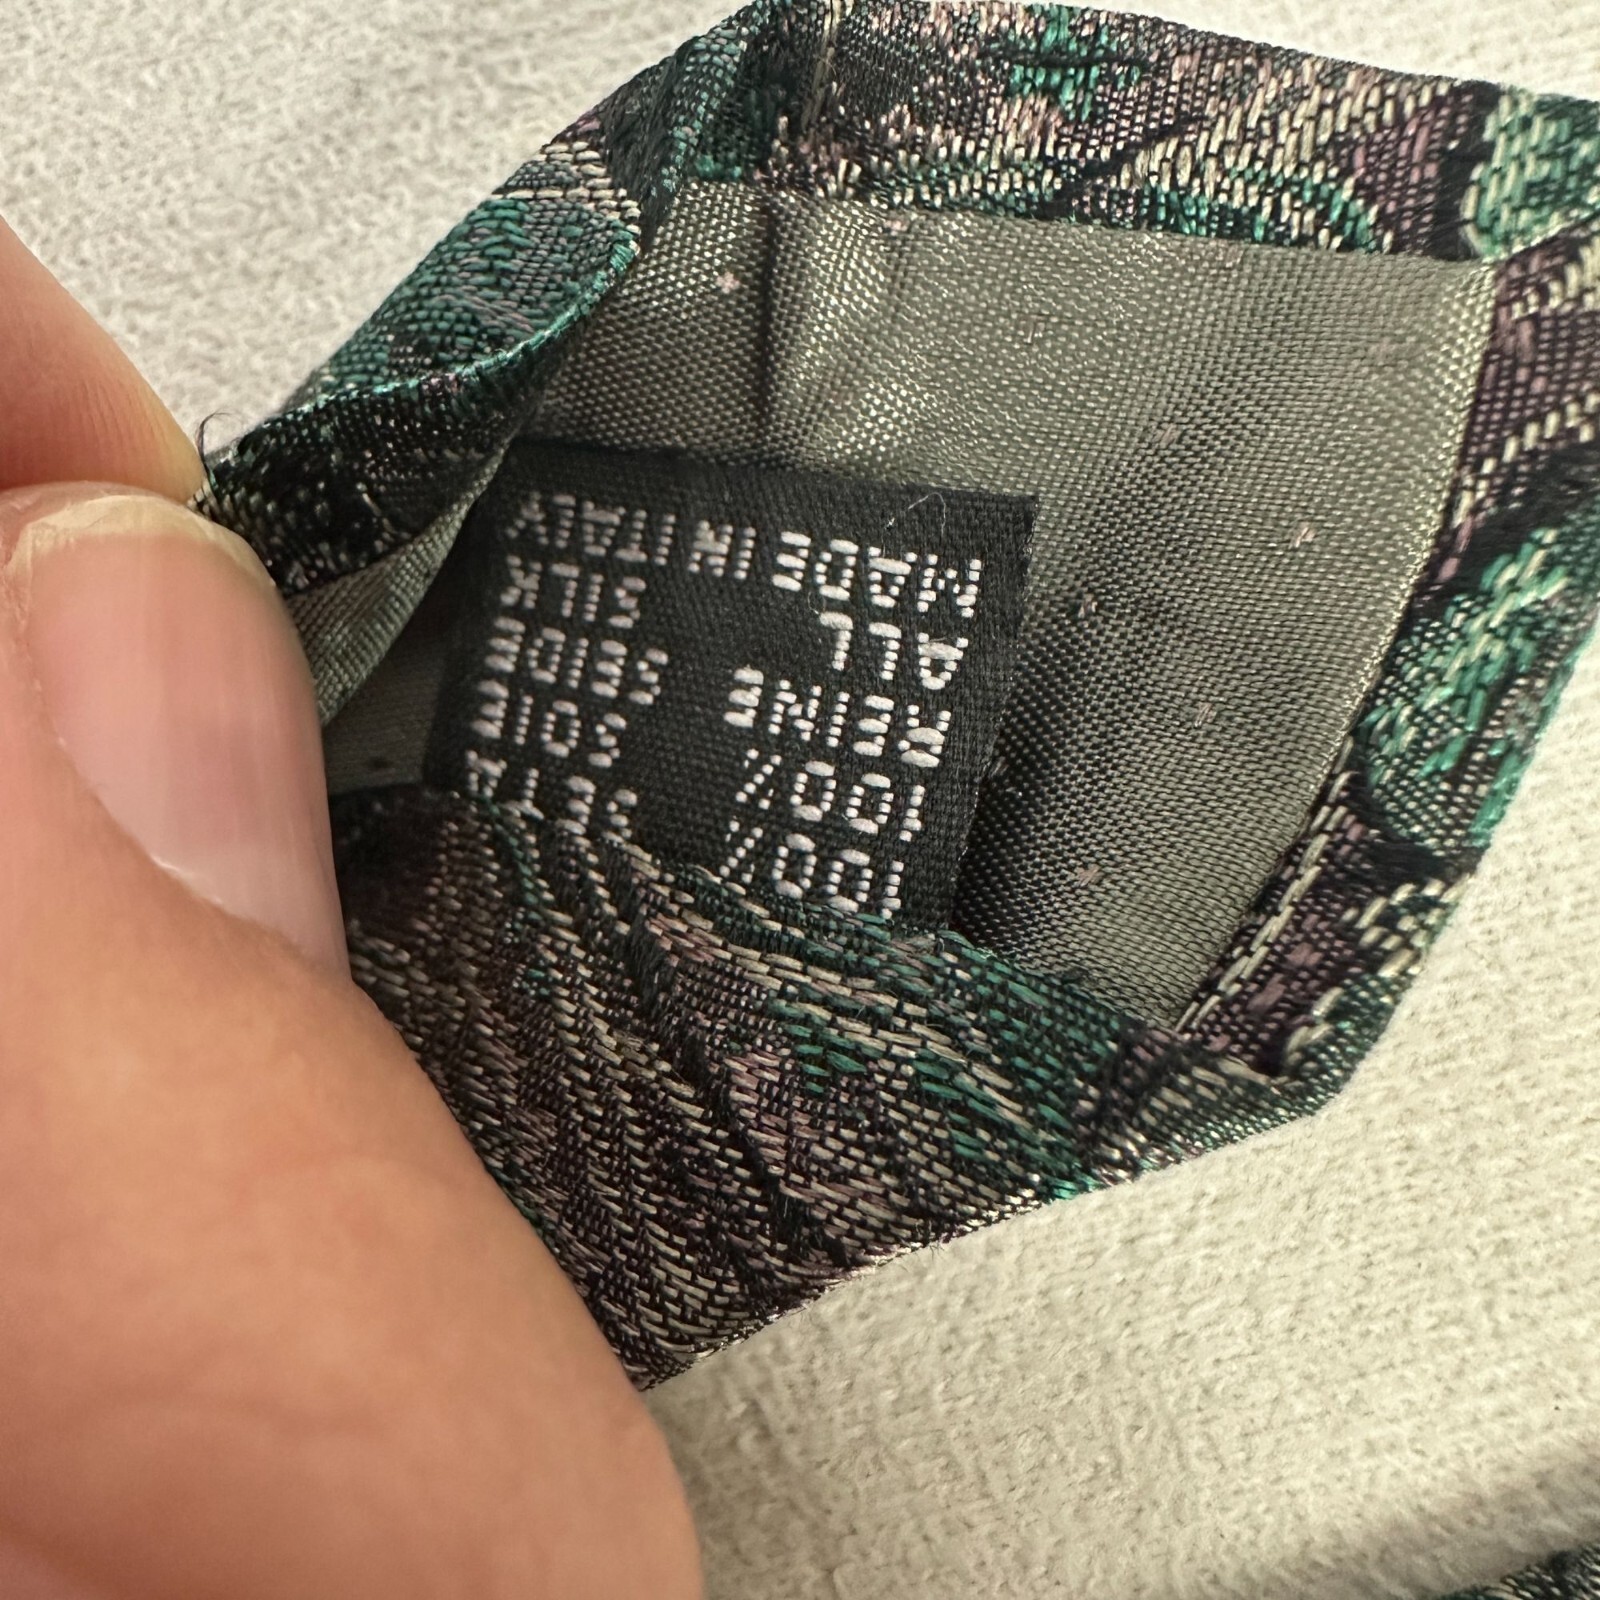 100% SETA
100% SOIE
REINE SEIDE
ALL SILK
MADE IN ITALY